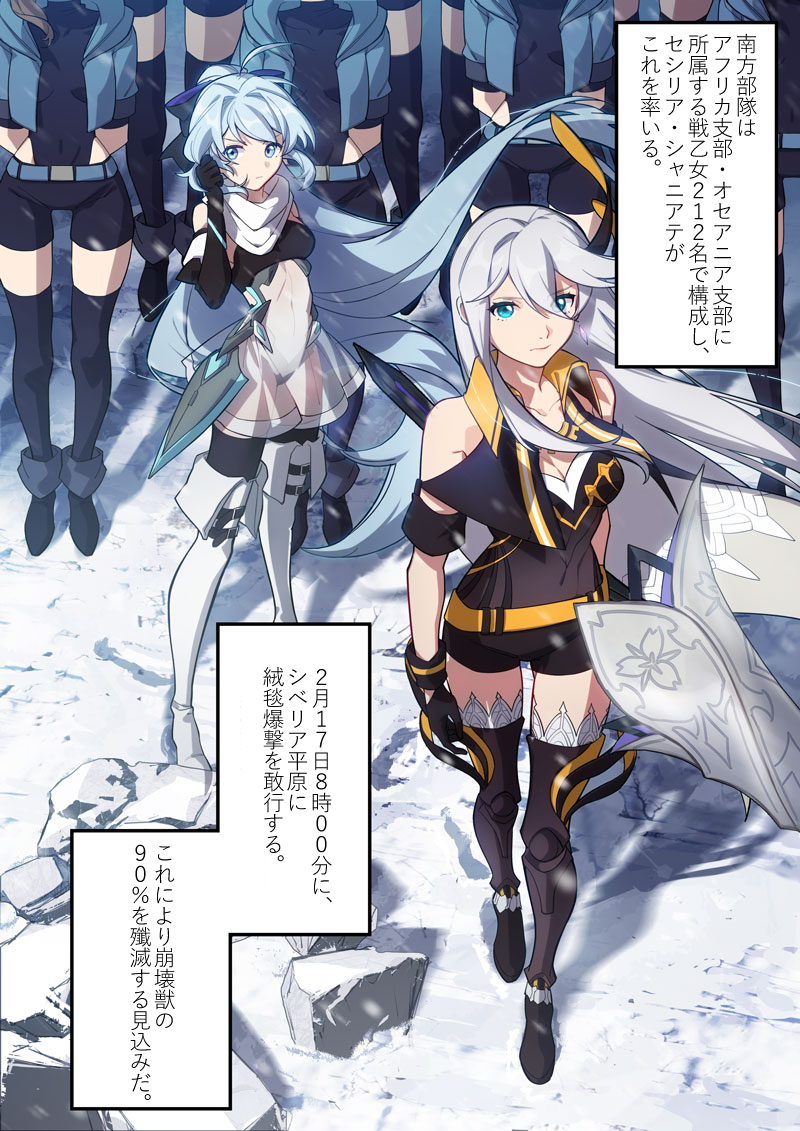 南方部隊は
アフリカ支部・オセアニア支部に
所属する戦乙女212名で構成し、
セシリア・シャニアテが
これを率いる。
2月17日8時00分に、
シベリア平原に
絨毯爆撃を敢行する。
これにより崩壊獣の
90%を殲滅する見込みだ。